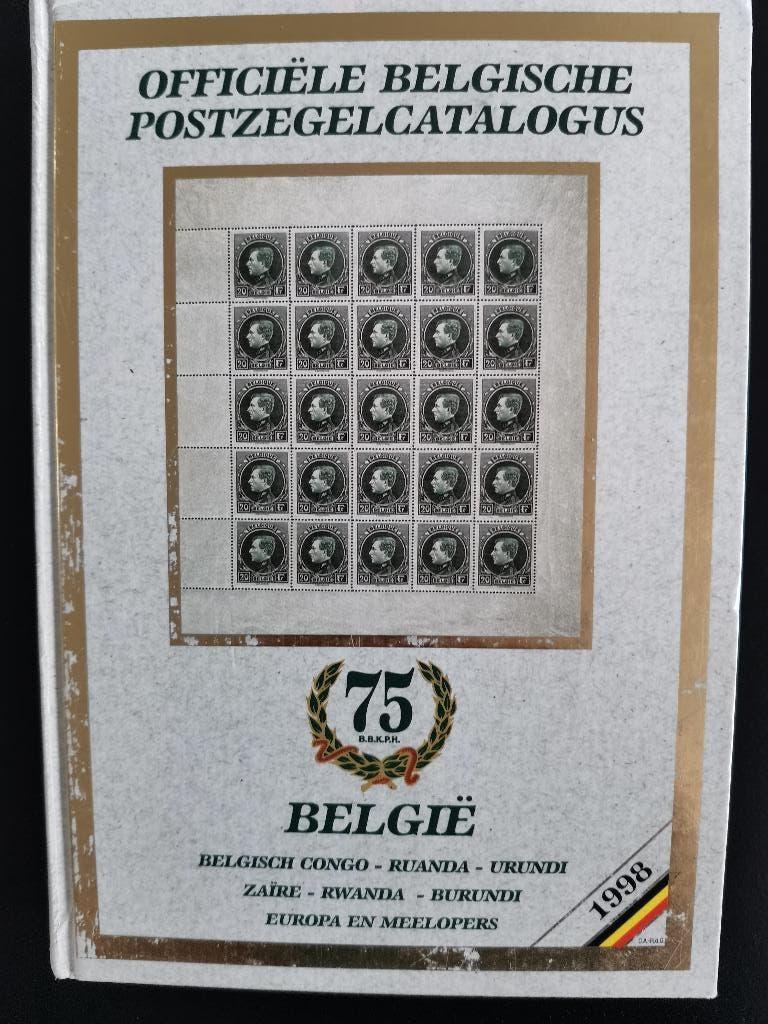 OFFICIËLE BELGISCHE
POSTZEGELCATALOGUS
75
B.B.K.P.H.
BELGIË
BELGISCH CONGO - RUANDA - URUNDI
ZAÏRE - RWANDA - BURUNDI
EUROPA EN MEELOPERS
1998